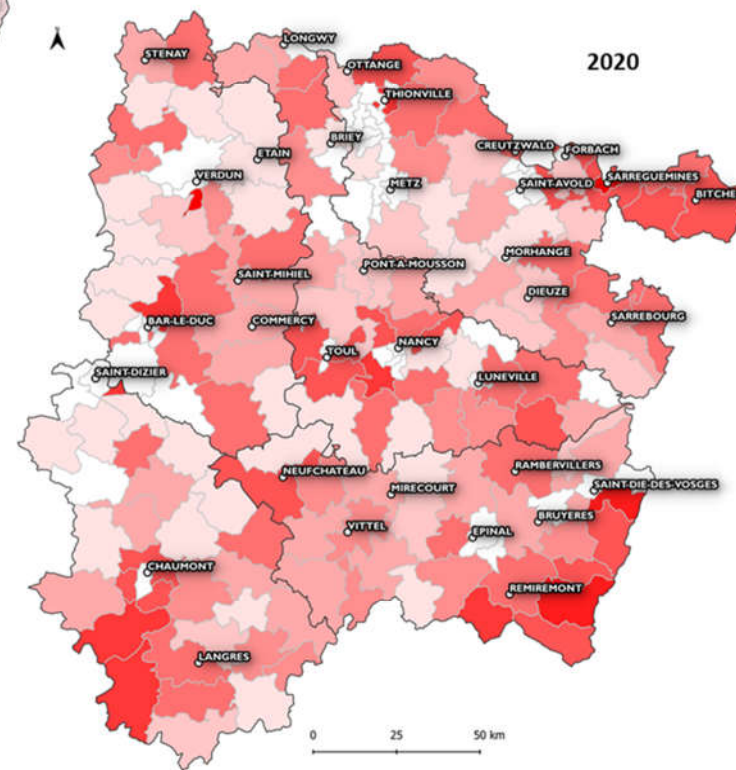 LONGWY
STENAY
OTTANGE
2020
THIONVILLE
BRIEY
CREUTZWALD
FORBACH
ETAIN
VERDUN
METZ
SAINT-AVOLD
SARREGUEMINES
BITCHE
MORHANGE
PONT-A-MOUSSON
SAINT-MIHIEL
DIEUZE
BAR-LE-DUC
COMMERCY
SARREBOURG
NANCY
TOUL
SAINT-DIZIER
LUNEVILLE
NEUFCHATEAU
RAMBERVILLERS
MIRECOURT
SAINT-DIE-DES-VOSGES
BRUYERES
VITTEL
EPINAL
CHAUMONT
REMIREMONT
LANGRES
0 25 50 km